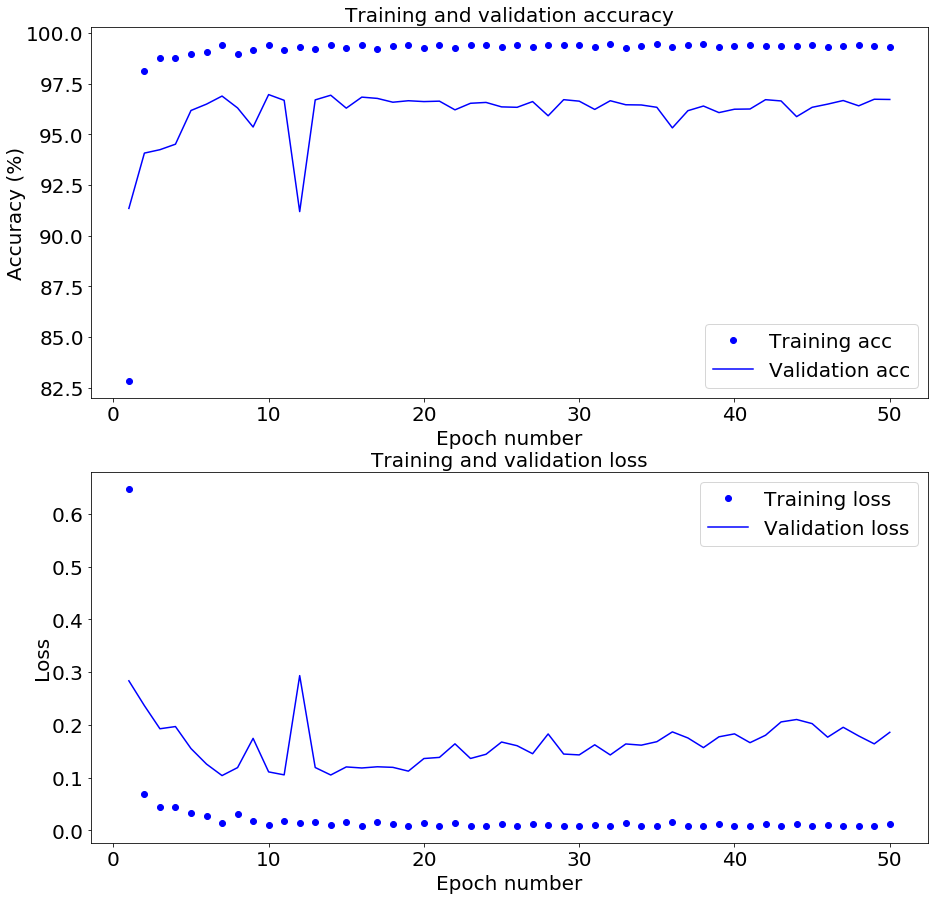 Training and validation accuracy
100.0
97.5
95.0
92.5
90.0
87.5
85.0
82.5
Accuracy (%)
Training acc
Validation acc
0 10 20 30 40 50
Epoch number
Training and validation loss
0.6
0.5
0.4
0.3
0.2
0.1
0.0
Loss
Training loss
Validation loss
0 10 20 30 40 50
Epoch number